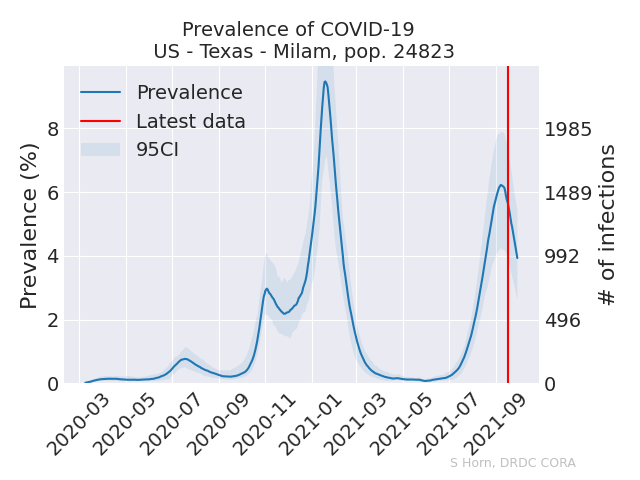 Prevalence of COVID-19
US - Texas - Milam, pop. 24823
Prevalence
Latest data
95CI
Prevalence (%)
8
6
4
2
0
1985
1489
992
496
0
# of infections
2020-03
2020-05
2020-07
2020-09
2020-11
2021-01
2021-03
2021-05
2021-07
2021-09
S Horn, DRDC CORA